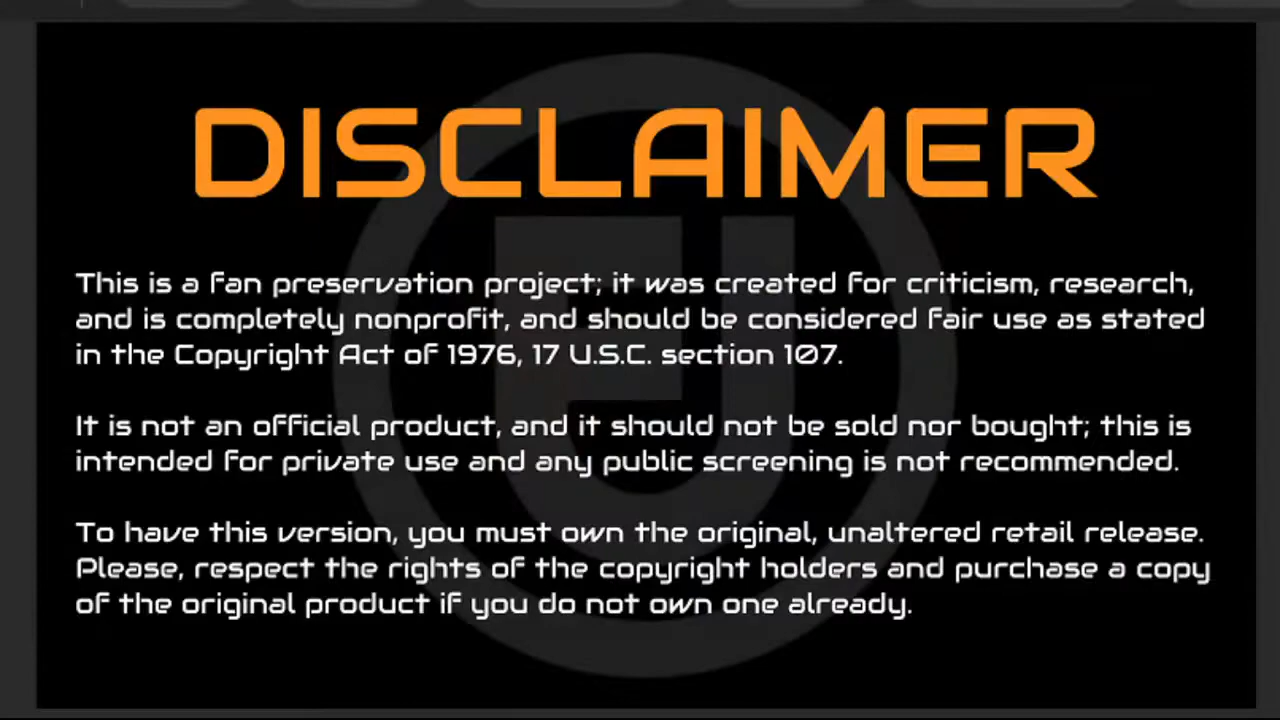 DISCLAIMER
This is a fan preservation project; it was created for criticism, research,
and is completely nonprofit, and should be considered fair use as stated
in the Copyright Act of 1976, 17 U.S.C. section 107.
It is not an official product, and it should not be sold nor bought; this is
intended for private use and any public screening is not recommended.
To have this version, you must own the original, unaltered retail release.
Please, respect the rights of the copyright holders and purchase a copy
of the original product if you do not own one already.